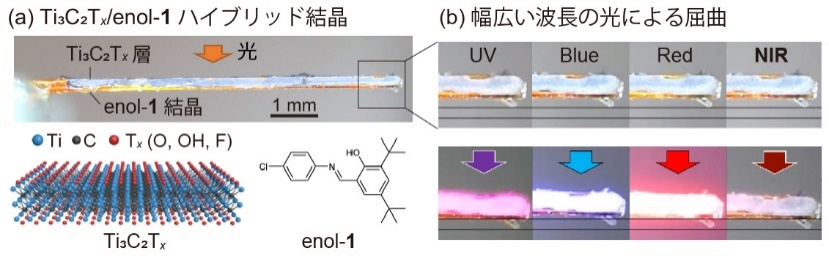 (a) Ti₃C₂Tₓ/enol-1 ハイブリッド結晶
Ti₃C₂Tₓ 層
光
enol-1 結晶
1 mm
Ti C Tₓ (O, OH, F)
Cl
N
HO
Ti₃C₂Tₓ
enol-1
(b) 幅広い波長の光による屈曲
UV Blue Red NIR